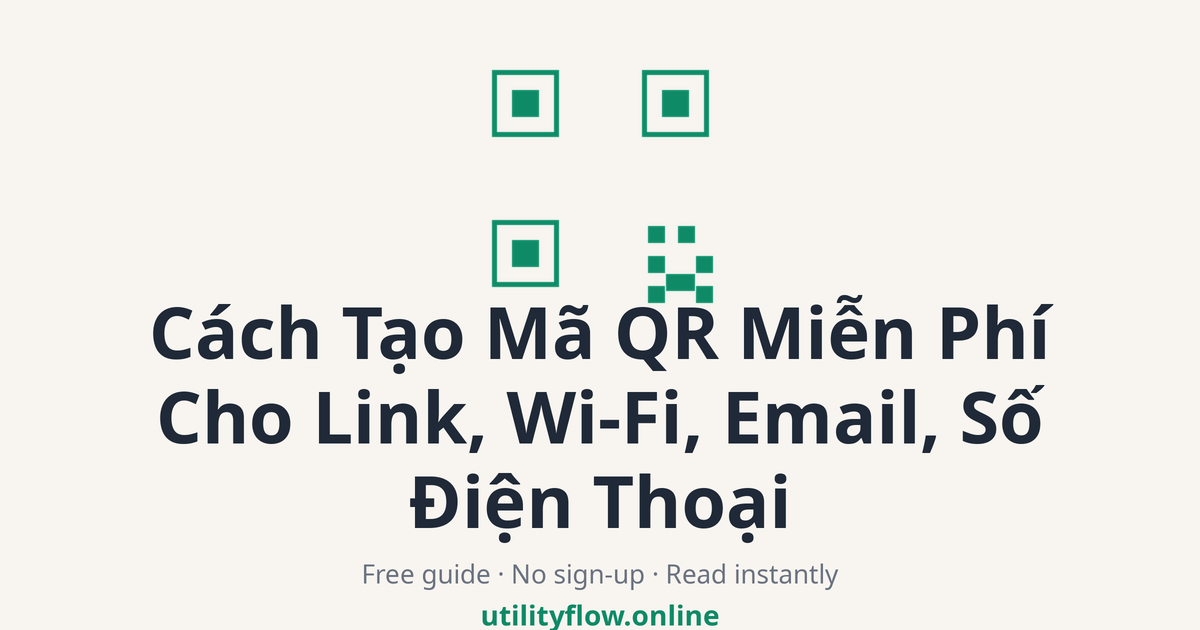 Cách Tạo Mã QR Miễn Phí
Cho Link, Wi-Fi, Email, Số
Điện Thoại
Free guide · No sign-up · Read instantly
utilityflow.online